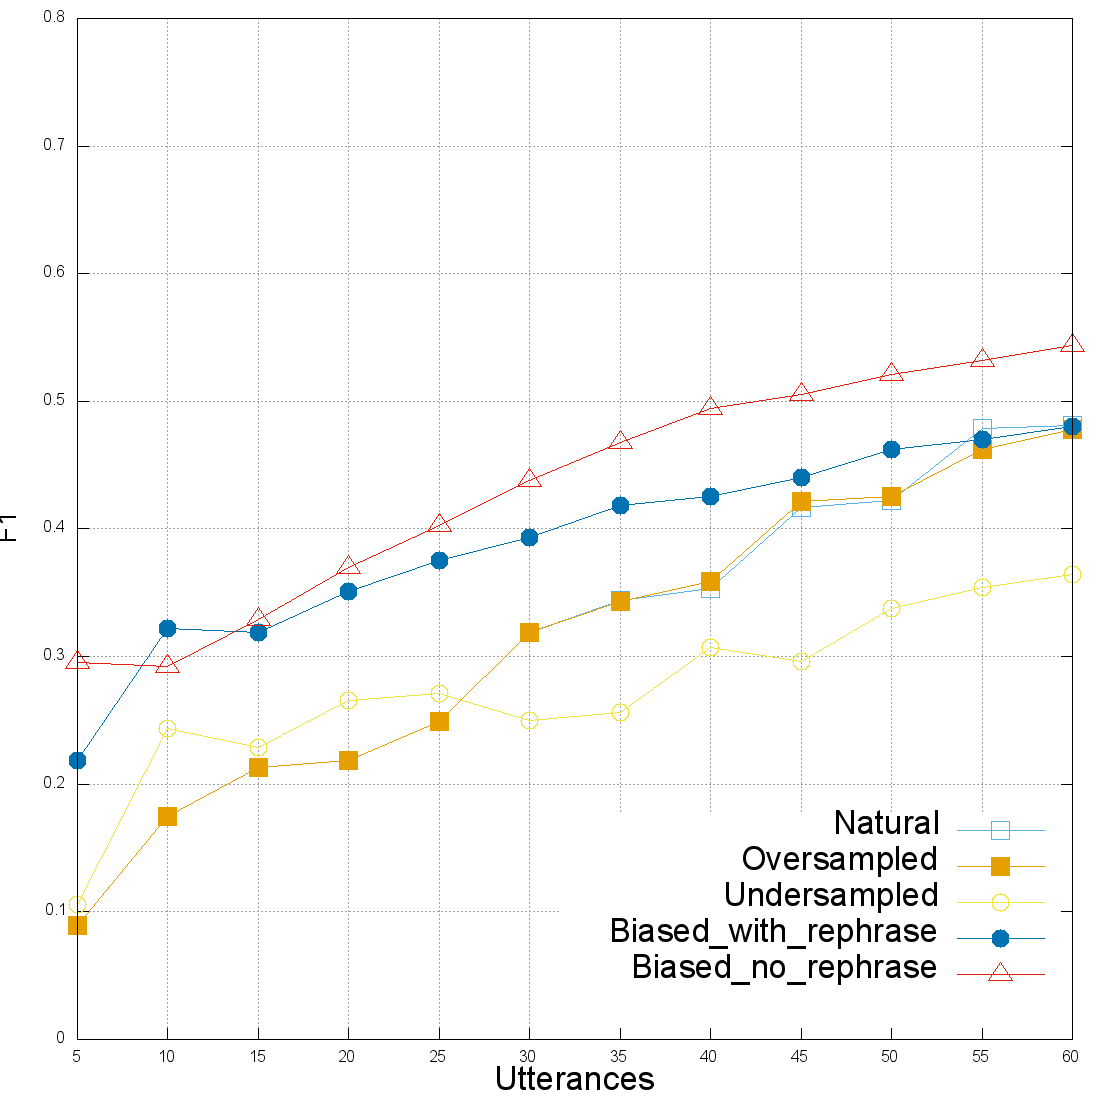 0.8
0.7
0.6
0.5
0.4
0.3
0.2
0.1
0
F1
5 10 15 20 25 30 35 40 45 50 55 60
Utterances
Natural
Oversampled
Undersampled
Biased_with_rephrase
Biased_no_rephrase